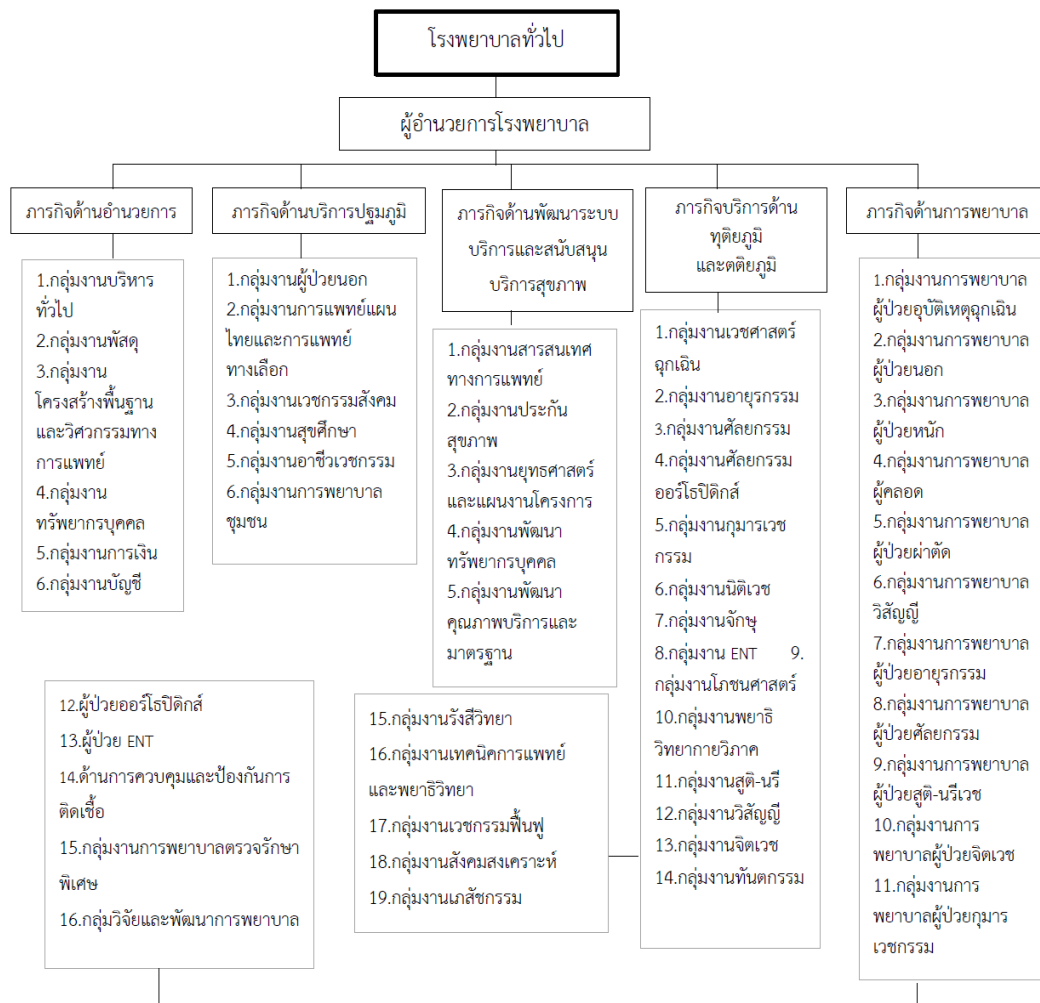 โรงพยาบาลทั่วไป
ผู้อำนวยการโรงพยาบาล
ภารกิจด้านอำนวยการ
1.กลุ่มงานบริหาร
ทั่วไป
2.กลุ่มงานพัสดุ
3.กลุ่มงาน
โครงสร้างพื้นฐาน
และวิศวกรรมทาง
การแพทย์
4.กลุ่มงาน
ทรัพยากรบุคคล
5.กลุ่มงานการเงิน
6.กลุ่มงานบัญชี
ภารกิจด้านบริการปฐมภูมิ
1.กลุ่มงานผู้ป่วยนอก
2.กลุ่มงานการแพทย์แผน
ไทยและการแพทย์
ทางเลือก
3.กลุ่มงานเวชกรรมสังคม
4.กลุ่มงานสุขศึกษา
5.กลุ่มงานอาชีวเวชกรรม
6.กลุ่มงานการพยาบาล
ชุมชน
ภารกิจด้านพัฒนาระบบ
บริการและสนับสนุน
บริการสุขภาพ
1.กลุ่มงานสารสนเทศ
ทางการแพทย์
2.กลุ่มงานประกัน
สุขภาพ
3.กลุ่มงานยุทธศาสตร์
และแผนงานโครงการ
4.กลุ่มงานพัฒนา
ทรัพยากรบุคคล
5.กลุ่มงานพัฒนา
คุณภาพบริการและ
มาตรฐาน
ภารกิจบริการด้าน
ทุติยภูมิ
และตติยภูมิ
1.กลุ่มงานเวชศาสตร์
ฉุกเฉิน
2.กลุ่มงานอายุรกรรม
3.กลุ่มงานศัลยกรรม
4.กลุ่มงานศัลยกรรม
ออร์โธปิดิกส์
5.กลุ่มงานกุมารเวช
กรรม
6.กลุ่มงานนิติเวช
7.กลุ่มงานจักษุ
8.กลุ่มงาน ENT 9.
กลุ่มงานโภชนศาสตร์
10.กลุ่มงานพยาธิ
วิทยากายวิภาค
11.กลุ่มงานสูติ-นรี
12.กลุ่มงานวิสัญญี
13.กลุ่มงานจิตเวช
14.กลุ่มงานทันตกรรม
15.กลุ่มงานรังสีวิทยา
16.กลุ่มงานเทคนิคการแพทย์
และพยาธิวิทยา
17.กลุ่มงานเวชกรรมฟื้นฟู
18.กลุ่มงานสังคมสงเคราะห์
19.กลุ่มงานเภสัชกรรม
ภารกิจด้านการพยาบาล
1.กลุ่มงานการพยาบาล
ผู้ป่วยอุบัติเหตุฉุกเฉิน
2.กลุ่มงานการพยาบาล
ผู้ป่วยนอก
3.กลุ่มงานการพยาบาล
ผู้ป่วยหนัก
4.กลุ่มงานการพยาบาล
ผู้คลอด
5.กลุ่มงานการพยาบาล
ผู้ป่วยผ่าตัด
6.กลุ่มงานการพยาบาล
วิสัญญี
7.กลุ่มงานการพยาบาล
ผู้ป่วยอายุรกรรม
8.กลุ่มงานการพยาบาล
ผู้ป่วยศัลยกรรม
9.กลุ่มงานการพยาบาล
ผู้ป่วยสูติ-นรีเวช
10.กลุ่มงานการ
พยาบาลผู้ป่วยจิตเวช
11.กลุ่มงานการ
พยาบาลผู้ป่วยกุมาร
เวชกรรม
12.ผู้ป่วยออร์โธปิดิกส์
13.ผู้ป่วย ENT
14.ด้านการควบคุมและป้องกันการ
ติดเชื้อ
15.กลุ่มงานการพยาบาลตรวจรักษา
พิเศษ
16.กลุ่มวิจัยและพัฒนาการพยาบาล